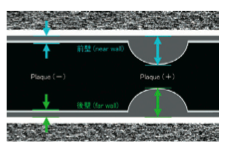 前壁 (near wall)
Plaque (−)
Plaque (+)
後壁 (far wall)